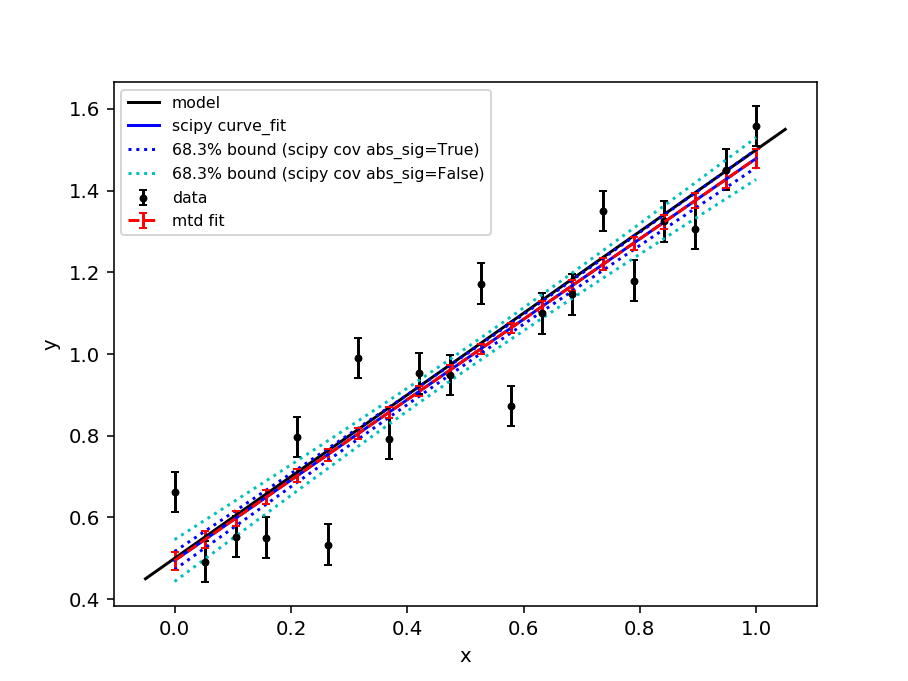 model
scipy curve_fit
68.3% bound (scipy cov abs_sig=True)
68.3% bound (scipy cov abs_sig=False)
data
mtd fit
1.6
1.4
1.2
1.0
0.8
0.6
0.4
y
0.0 0.2 0.4 0.6 0.8 1.0
x